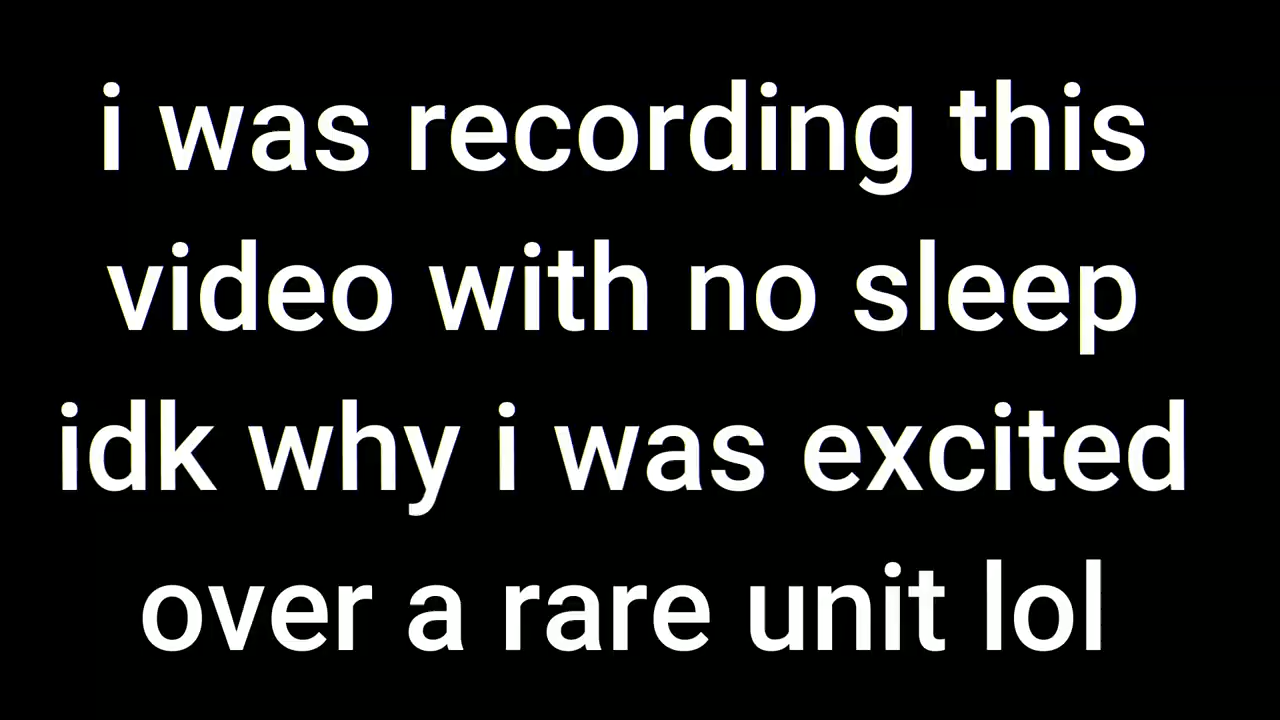 i was recording this
video with no sleep
idk why i was excited
over a rare unit lol